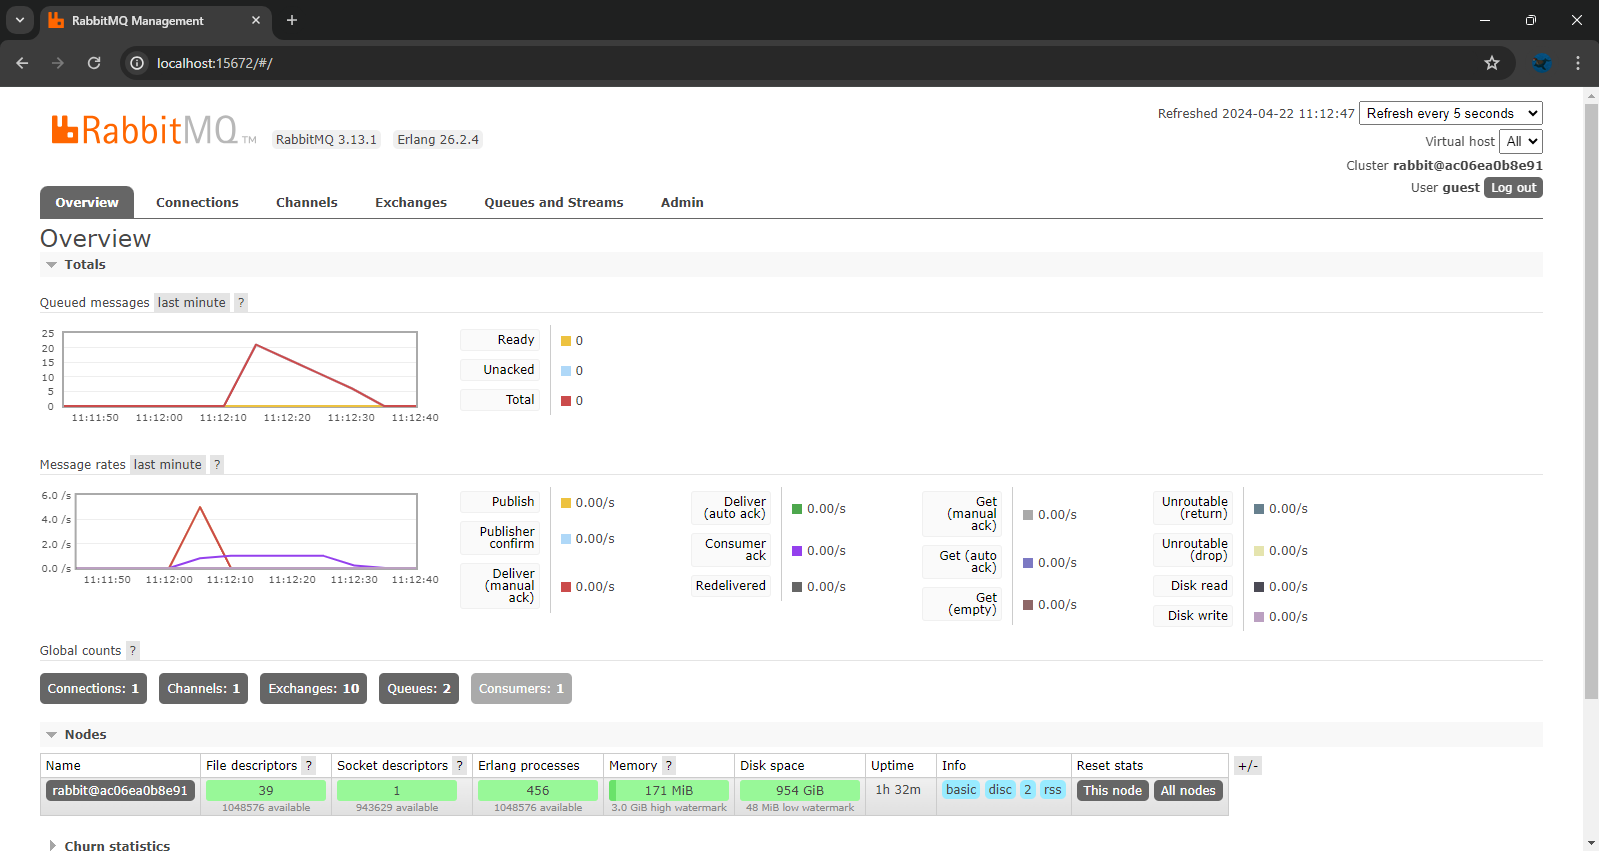 RabbitMQ Management
localhost:15672/#/
RabbitMQ TM
RabbitMQ 3.13.1 Erlang 26.2.4
Refreshed 2024-04-22 11:12:47 Refresh every 5 seconds
Virtual host All
Cluster rabbit@ac06ea0b8e91
User guest Log out
Overview Connections Channels Exchanges Queues and Streams Admin
Overview
Totals
Queued messages last minute ?
25
20
15
10
5
0
11:11:50 11:12:00 11:12:10 11:12:20 11:12:30 11:12:40
Ready 0
Unacked 0
Total 0
Message rates last minute ?
6.0 /s
4.0 /s
2.0 /s
0.0 /s
11:11:50 11:12:00 11:12:10 11:12:20 11:12:30 11:12:40
Publish 0.00/s
Publisher
confirm 0.00/s
Deliver
(manual
ack) 0.00/s
Deliver
(auto ack) 0.00/s
Consumer
ack 0.00/s
Redelivered 0.00/s
Get
(manual
ack) 0.00/s
Get (auto
ack) 0.00/s
Get
(empty) 0.00/s
Unroutable
(return) 0.00/s
Unroutable
(drop) 0.00/s
Disk read 0.00/s
Disk write 0.00/s
Global counts ?
Connections: 1 Channels: 1 Exchanges: 10 Queues: 2 Consumers: 1
Nodes
Name File descriptors ? Socket descriptors ? Erlang processes Memory ? Disk space Uptime Info Reset stats +/-
rabbit@ac06ea0b8e91 39 1 456 171 MiB 954 GiB 1h 32m basic disc 2 rss This node All nodes
1048576 available 943629 available 1048576 available 3.0 GiB high watermark 48 MiB low watermark
Churn statistics